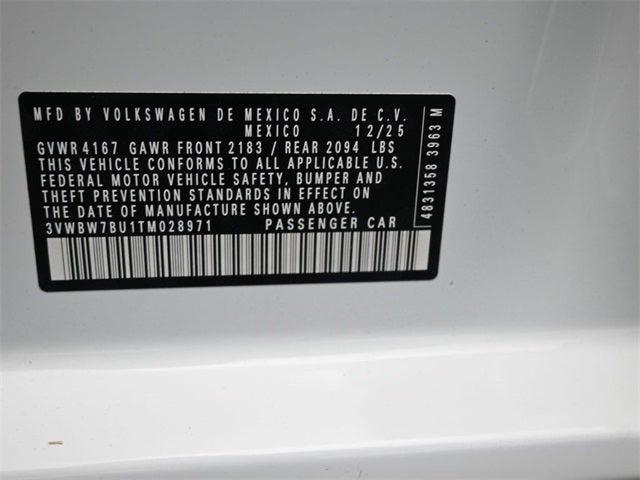 MFD BY VOLKSWAGEN DE MEXICO S.A. DE C.V.
MEXICO 12/25
GVWR 4167 GAWR FRONT 2183 / REAR 2094 LBS
THIS VEHICLE CONFORMS TO ALL APPLICABLE U.S.
FEDERAL MOTOR VEHICLE SAFETY, BUMPER AND
THEFT PREVENTION STANDARDS IN EFFECT ON
THE DATE OF MANUFACTURE SHOWN ABOVE.
3VWBW7BU1TM028971 PASSENGER CAR
4831358 3963 M